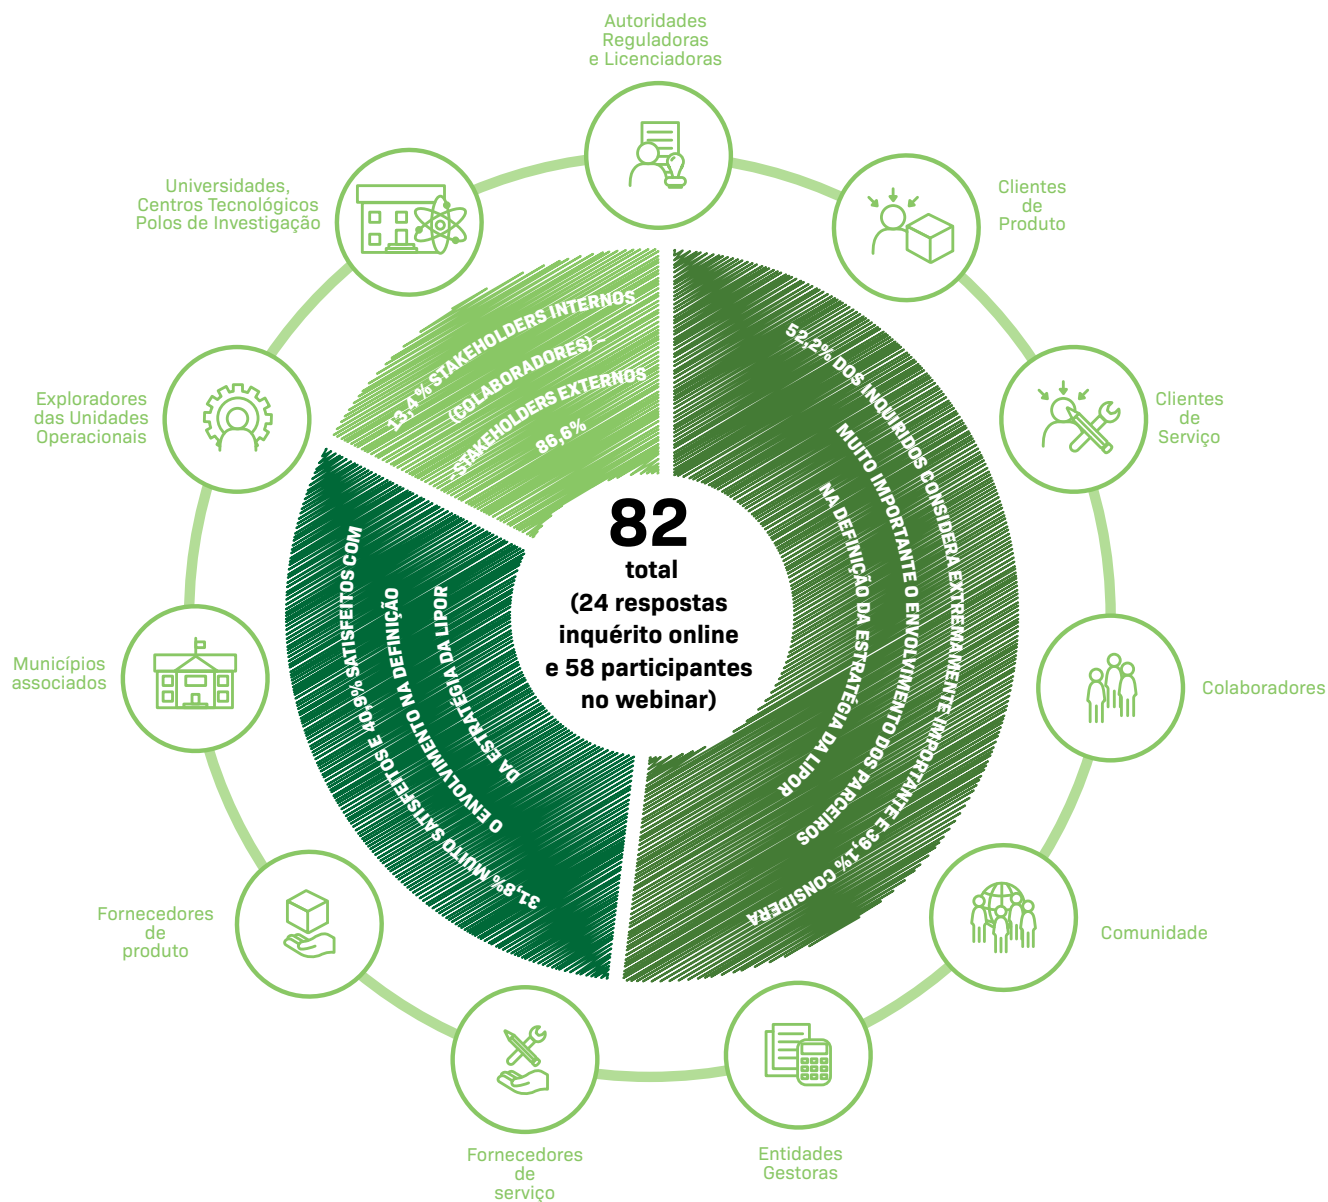 Autoridades
Reguladoras
e Licenciadoras
Clientes
de
Produto
Clientes
de
Serviço
Colaboradores
Comunidade
Entidades
Gestoras
Fornecedores
de
serviço
Fornecedores
de
produto
Municípios
associados
Exploradores
das Unidades
Operacionais
Universidades,
Centros Tecnológicos
Polos de Investigação
13,4 % STAKEHOLDERS INTERNOS
(COLABORADORES) –
-STAKEHOLDERS EXTERNOS
86,6%
52,2% DOS INQUIRIDOS CONSIDERA EXTREMAMENTE IMPORTANTE E 39,1% CONSIDERA
MUITO IMPORTANTE O ENVOLVIMENTO DOS PARCEIROS
NA DEFINIÇÃO DA ESTRATÉGIA DA LIPOR
31,8% MUITO SATISFEITOS E 40,9% SATISFEITOS COM
O ENVOLVIMENTO NA DEFINIÇÃO
DA ESTRATÉGIA DA LIPOR
82
total
(24 respostas
inquérito online
e 58 participantes
no webinar)